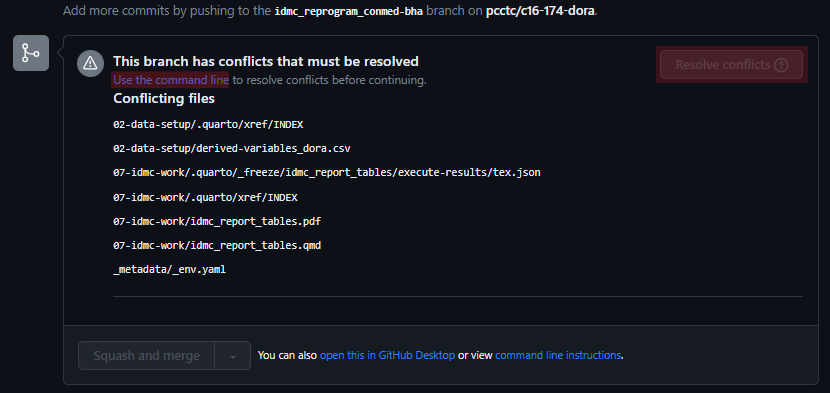 Add more commits by pushing to the idmc_reprogram_conmed-bha branch on pcctc/c16-174-dora.
This branch has conflicts that must be resolved
Resolve conflicts
Use the command line to resolve conflicts before continuing.
Conflicting files
02-data-setup/.quarto/xref/INDEX
02-data-setup/derived-variables_dora.csv
07-idmc-work/.quarto/_freeze/idmc_report_tables/execute-results/tex.json
07-idmc-work/.quarto/xref/INDEX
07-idmc-work/idmc_report_tables.pdf
07-idmc-work/idmc_report_tables.qmd
_metadata/_env.yaml
Squash and merge
You can also open this in GitHub Desktop or view command line instructions.